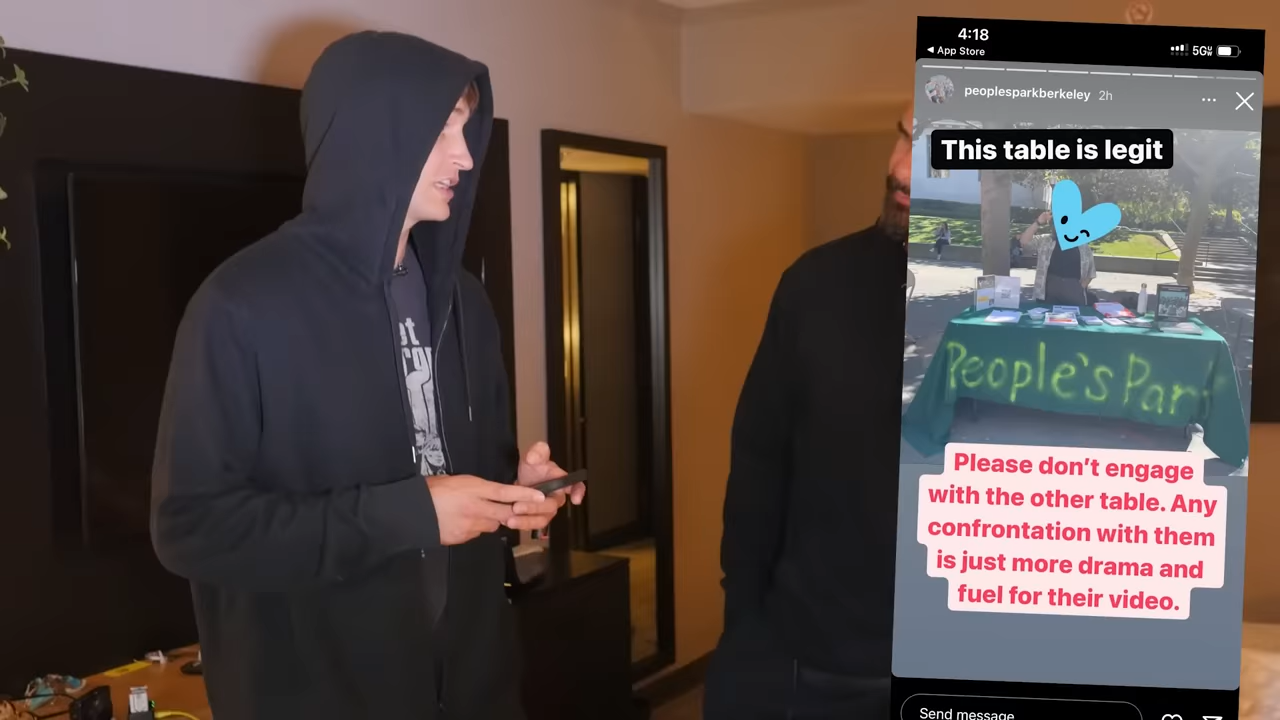 4:18
App Store
5G
peoplesparkberkeley 2h
This table is legit
People's Par
Please don't engage
with the other table. Any
confrontation with them
is just more drama and
fuel for their video.
Send message